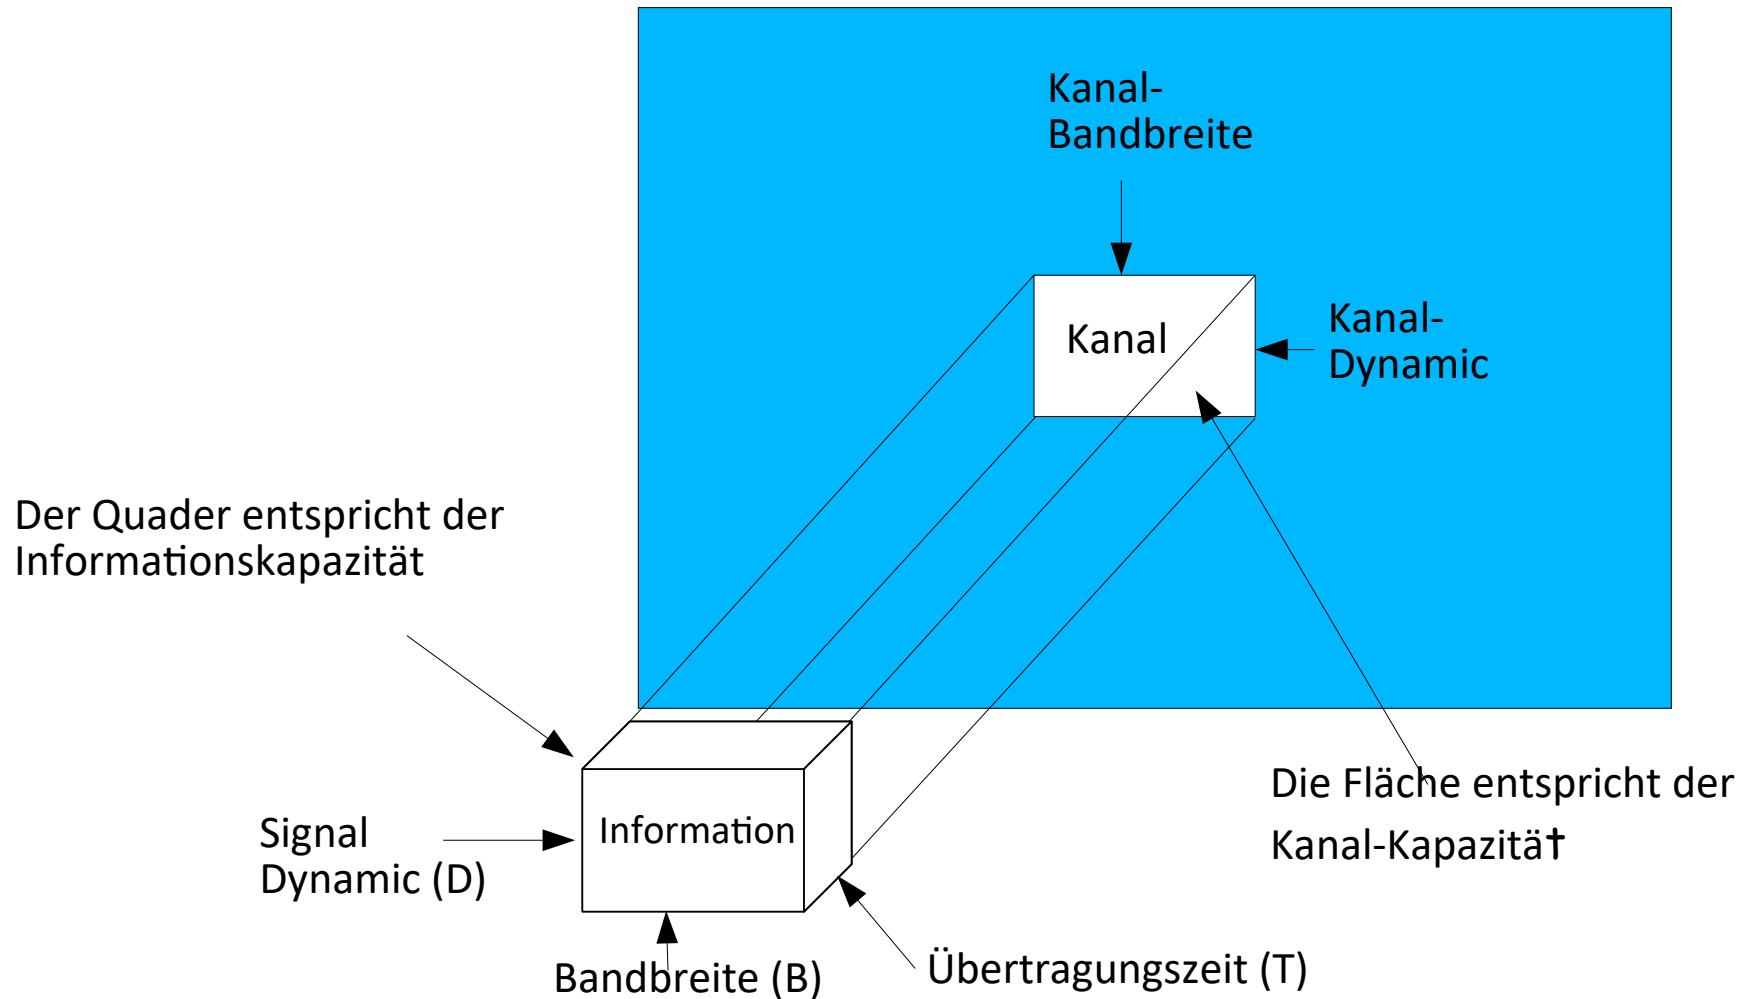 Kanal-
Bandbreite
Kanal
Kanal-
Dynamic
Der Quader entspricht der
Informationskapazität
Die Fläche entspricht der
Kanal-Kapazität
Signal
Dynamic (D)
Information
Bandbreite (B)
Übertragungszeit (T)